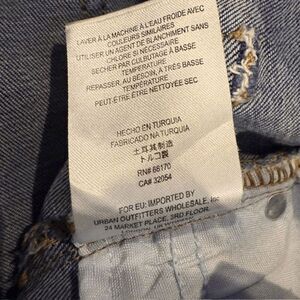 LAVER À LA MACHINE À L'EAU FROIDE AVEC
COULEURS SIMILAIRES
UTILISER UN AGENT DE BLANCHIMENT SANS
CHLORE SI NÉCESSAIRE
SÉCHER PAR CULBUTAGE À BASSE
TEMPÉRATURE
REPASSER, AU BESOIN, À TRÈS BASSE
TEMPÉRATURE
PEUT-ÊTRE ÊTRE NETTOYÉE SEC
HECHO EN TURQUIA
FABRICADO NA TURQUIA
土耳其制造
トルコ製
RN# 66170
CA# 32054
FOR EU: IMPORTED BY
URBAN OUTFITTERS WHOLESALE, Inc
24 MARKET PLACE, 3RD FLOOR,